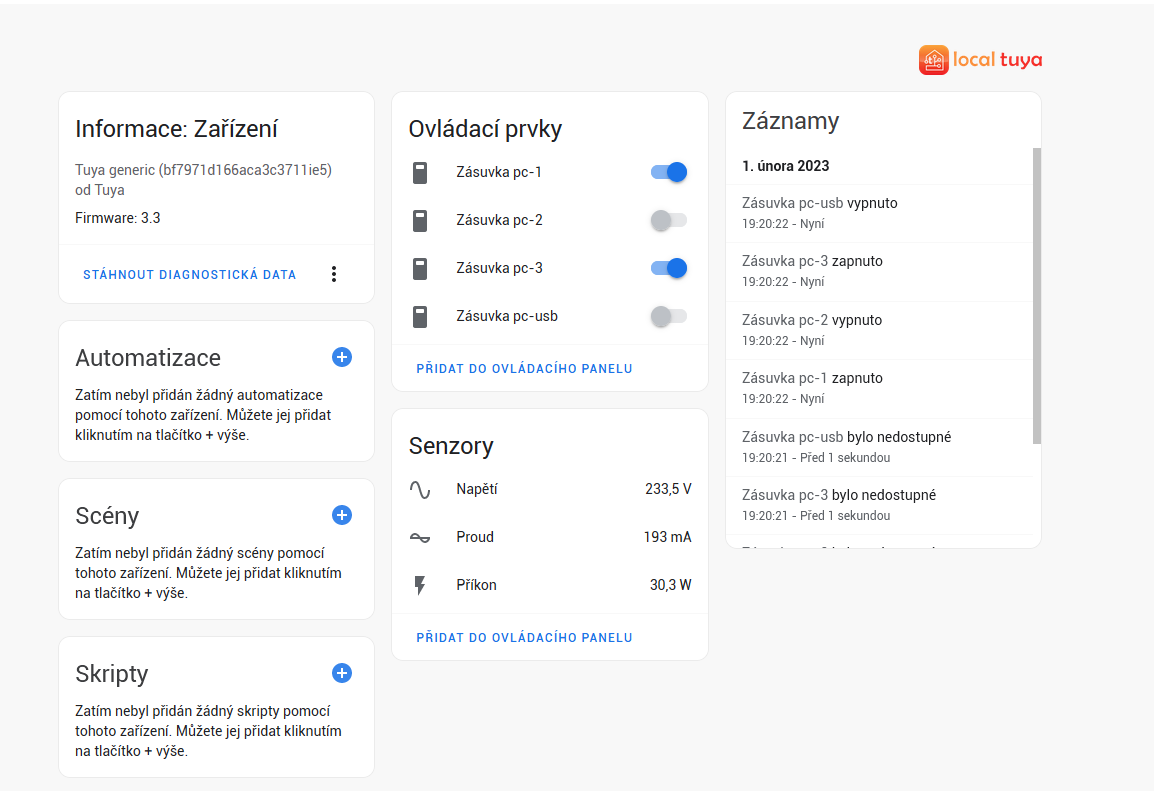 local tuya
Informace: Zařízení
Tuya generic (bf7971d166aca3c3711ie5)
od Tuya
Firmware: 3.3
STÁHNOUT DIAGNOSTICKÁ DATA
Automatizace
Zatím nebyl přidán žádný automatizace
pomocí tohoto zařízení. Můžete jej přidat
kliknutím na tlačítko + výše.
Scény
Zatím nebyl přidán žádný scény pomocí
tohoto zařízení. Můžete jej přidat kliknutím
na tlačítko + výše.
Skripty
Zatím nebyl přidán žádný skripty pomocí
tohoto zařízení. Můžete jej přidat kliknutím
na tlačítko + výše.
Ovládací prvky
Zásuvka pc-1
Zásuvka pc-2
Zásuvka pc-3
Zásuvka pc-usb
PŘIDAT DO OVLÁDACÍHO PANELU
Senzory
Napětí 233,5 V
Proud 193 mA
Příkon 30,3 W
PŘIDAT DO OVLÁDACÍHO PANELU
Záznamy
1. února 2023
Zásuvka pc-usb vypnuto
19:20:22 - Nyní
Zásuvka pc-3 zapnuto
19:20:22 - Nyní
Zásuvka pc-2 vypnuto
19:20:22 - Nyní
Zásuvka pc-1 zapnuto
19:20:22 - Nyní
Zásuvka pc-usb bylo nedostupné
19:20:21 - Před 1 sekundou
Zásuvka pc-3 bylo nedostupné
19:20:21 - Před 1 sekundou